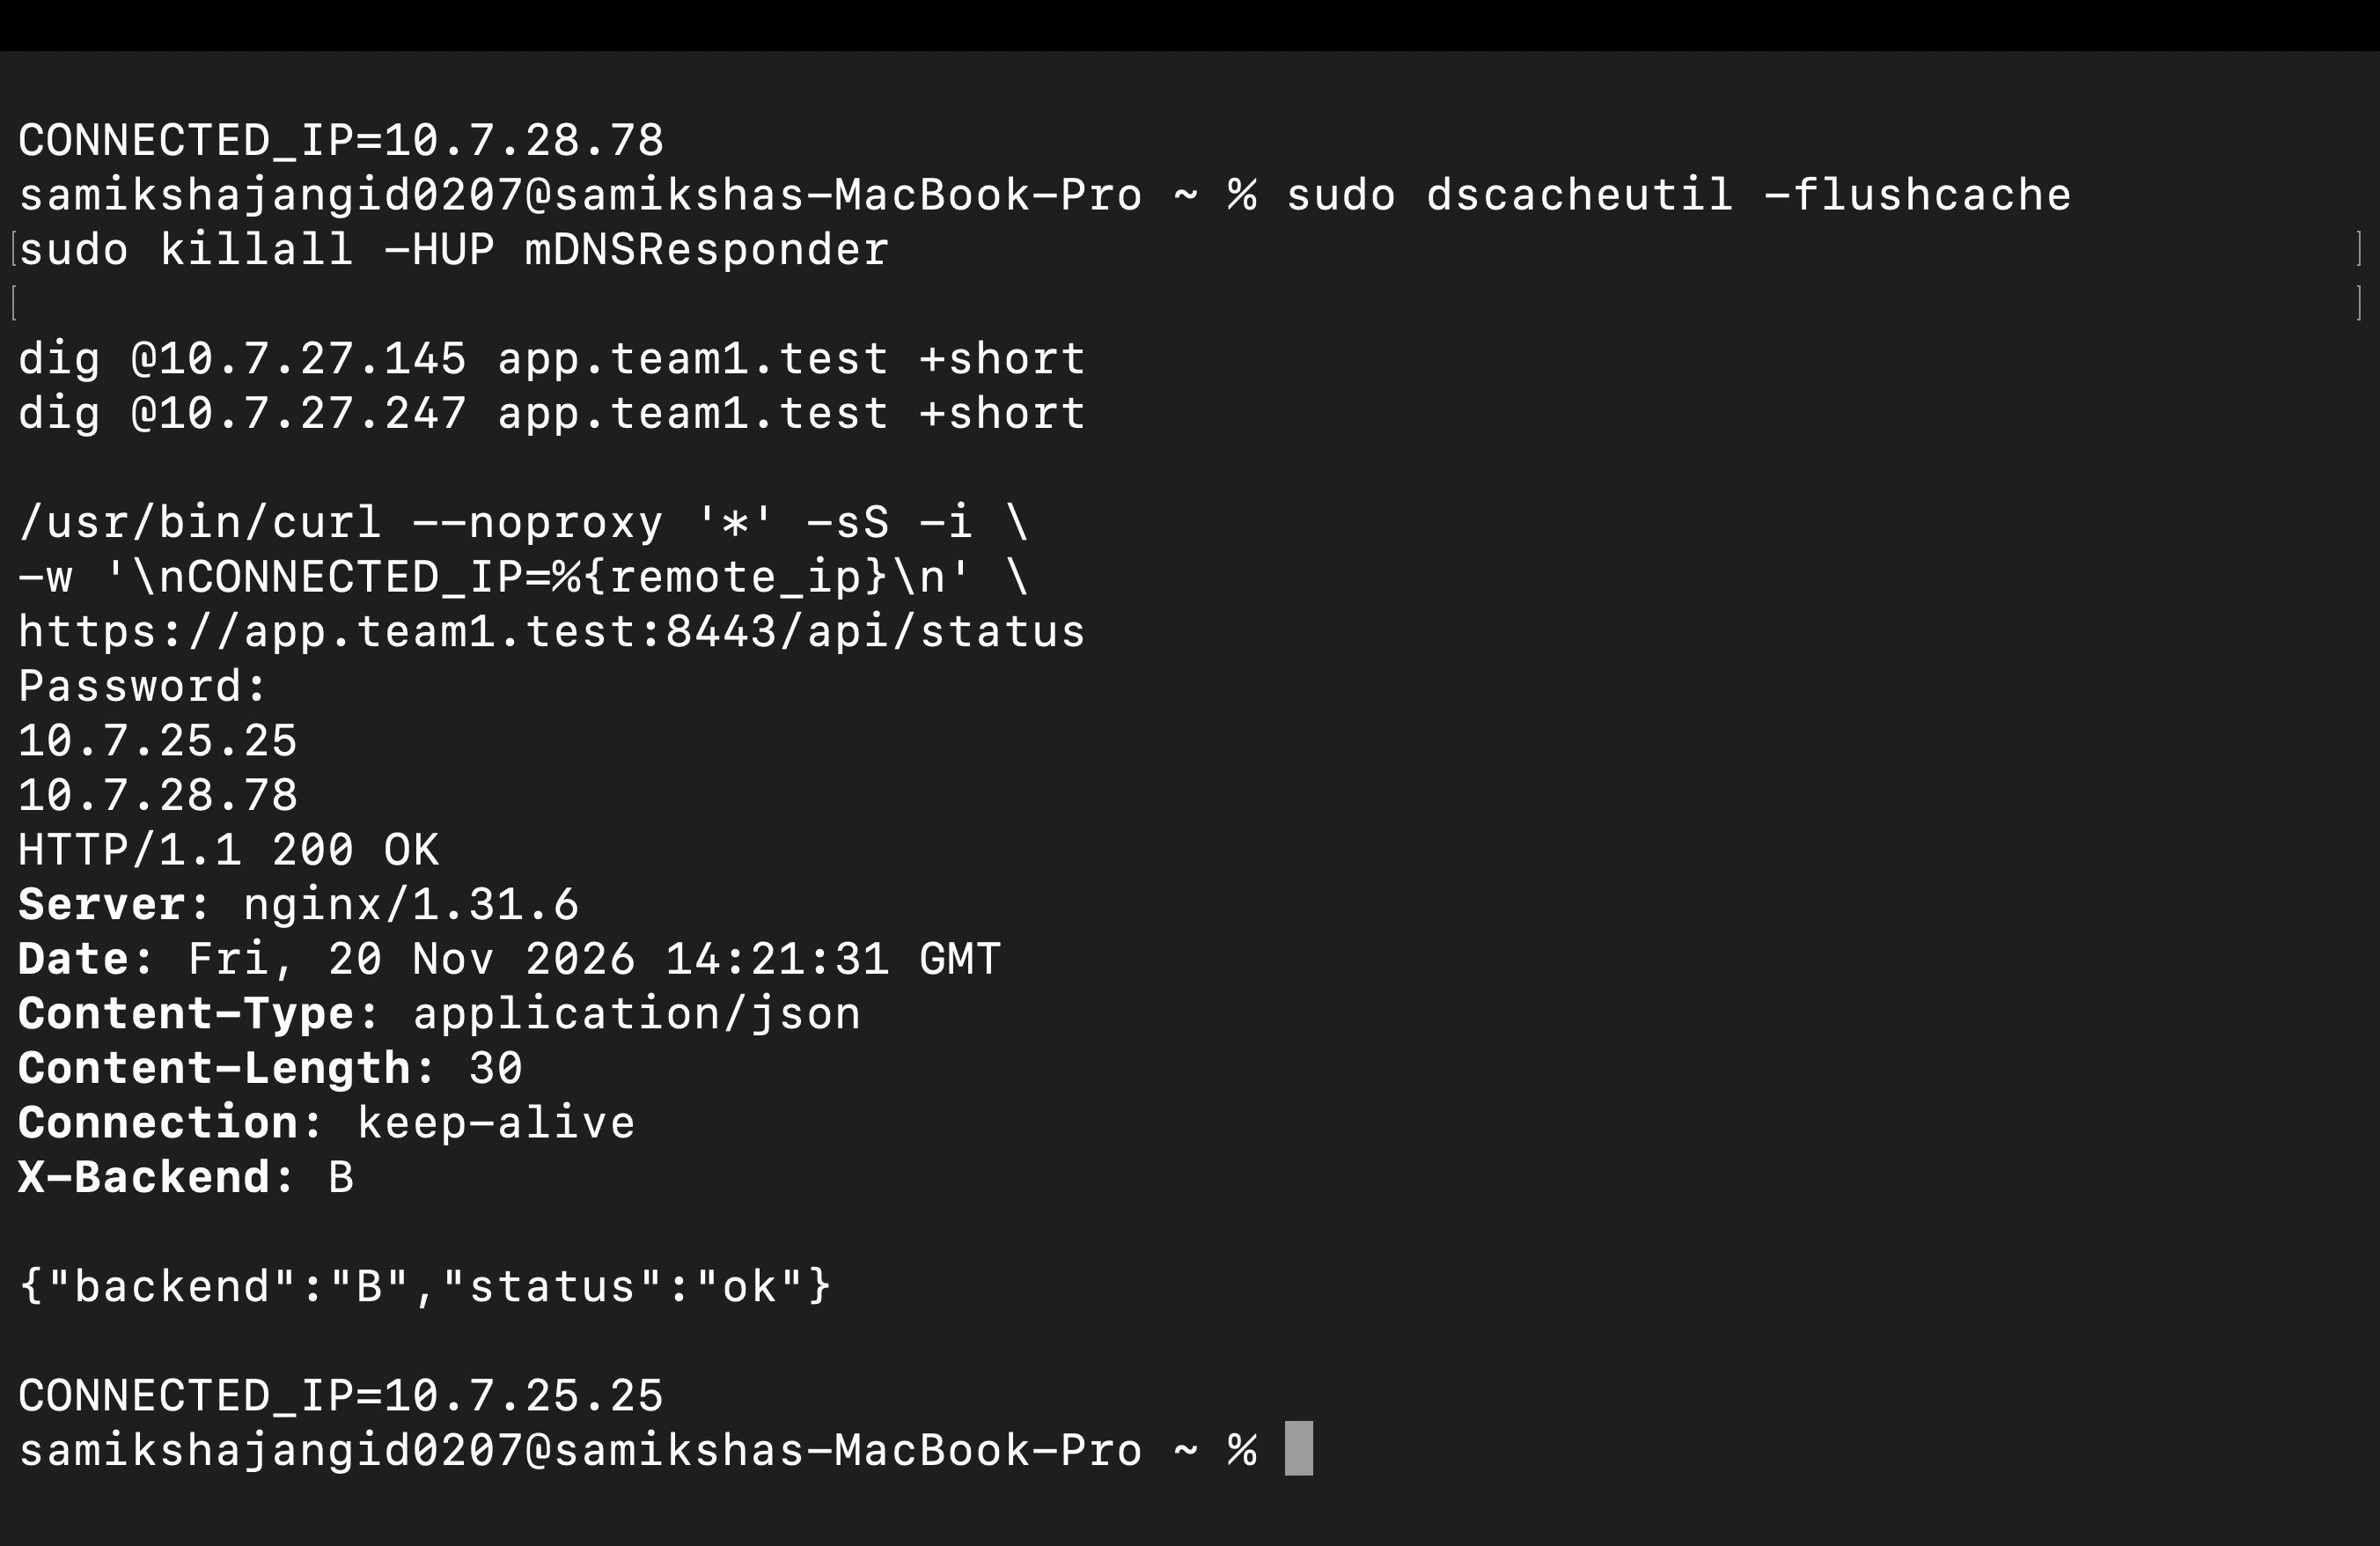 CONNECTED_IP=10.7.28.78
samikshajangid0207@samikshas-MacBook-Pro ~ % sudo dscacheutil -flushcache
[sudo killall -HUP mDNSResponder ]
[ ]
dig @10.7.27.145 app.team1.test +short
dig @10.7.27.247 app.team1.test +short
/usr/bin/curl --noproxy '*' -sS -i \
-w '\nCONNECTED_IP=%{remote_ip}\n' \
https://app.team1.test:8443/api/status
Password:
10.7.25.25
10.7.28.78
HTTP/1.1 200 OK
Server: nginx/1.31.6
Date: Fri, 20 Nov 2026 14:21:31 GMT
Content-Type: application/json
Content-Length: 30
Connection: keep-alive
X-Backend: B
{"backend":"B","status":"ok"}
CONNECTED_IP=10.7.25.25
samikshajangid0207@samikshas-MacBook-Pro ~ %